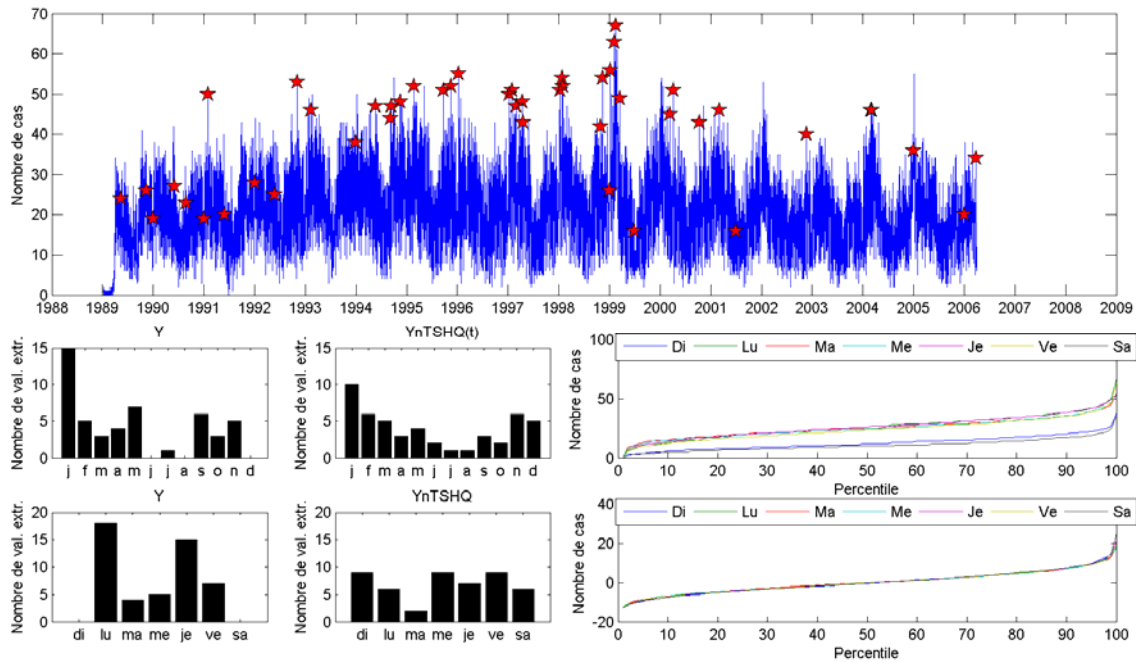 70
60
50
40
30
20
10
0
Nombre de cas
1988 1989 1990 1991 1992 1993 1994 1995 1996 1997 1998 1999 2000 2001 2002 2003 2004 2005 2006 2007 2008 2009
Y
15
10
5
0
Nombre de val. extr.
j f m a m j j a s o n d
YnTSHQ(t)
15
10
5
0
Nombre de val. extr.
j f m a m j j a s o n d
100
50
0
Nombre de cas
Di Lu Ma Me Je Ve Sa
10 20 30 40 50 60 70 80 90 100
Percentile
Y
20
15
10
5
0
Nombre de val. extr.
di lu ma me je ve sa
YnTSHQ
20
15
10
5
0
Nombre de val. extr.
di lu ma me je ve sa
40
20
0
-20
Nombre de cas
Di Lu Ma Me Je Ve Sa
10 20 30 40 50 60 70 80 90 100
Percentile